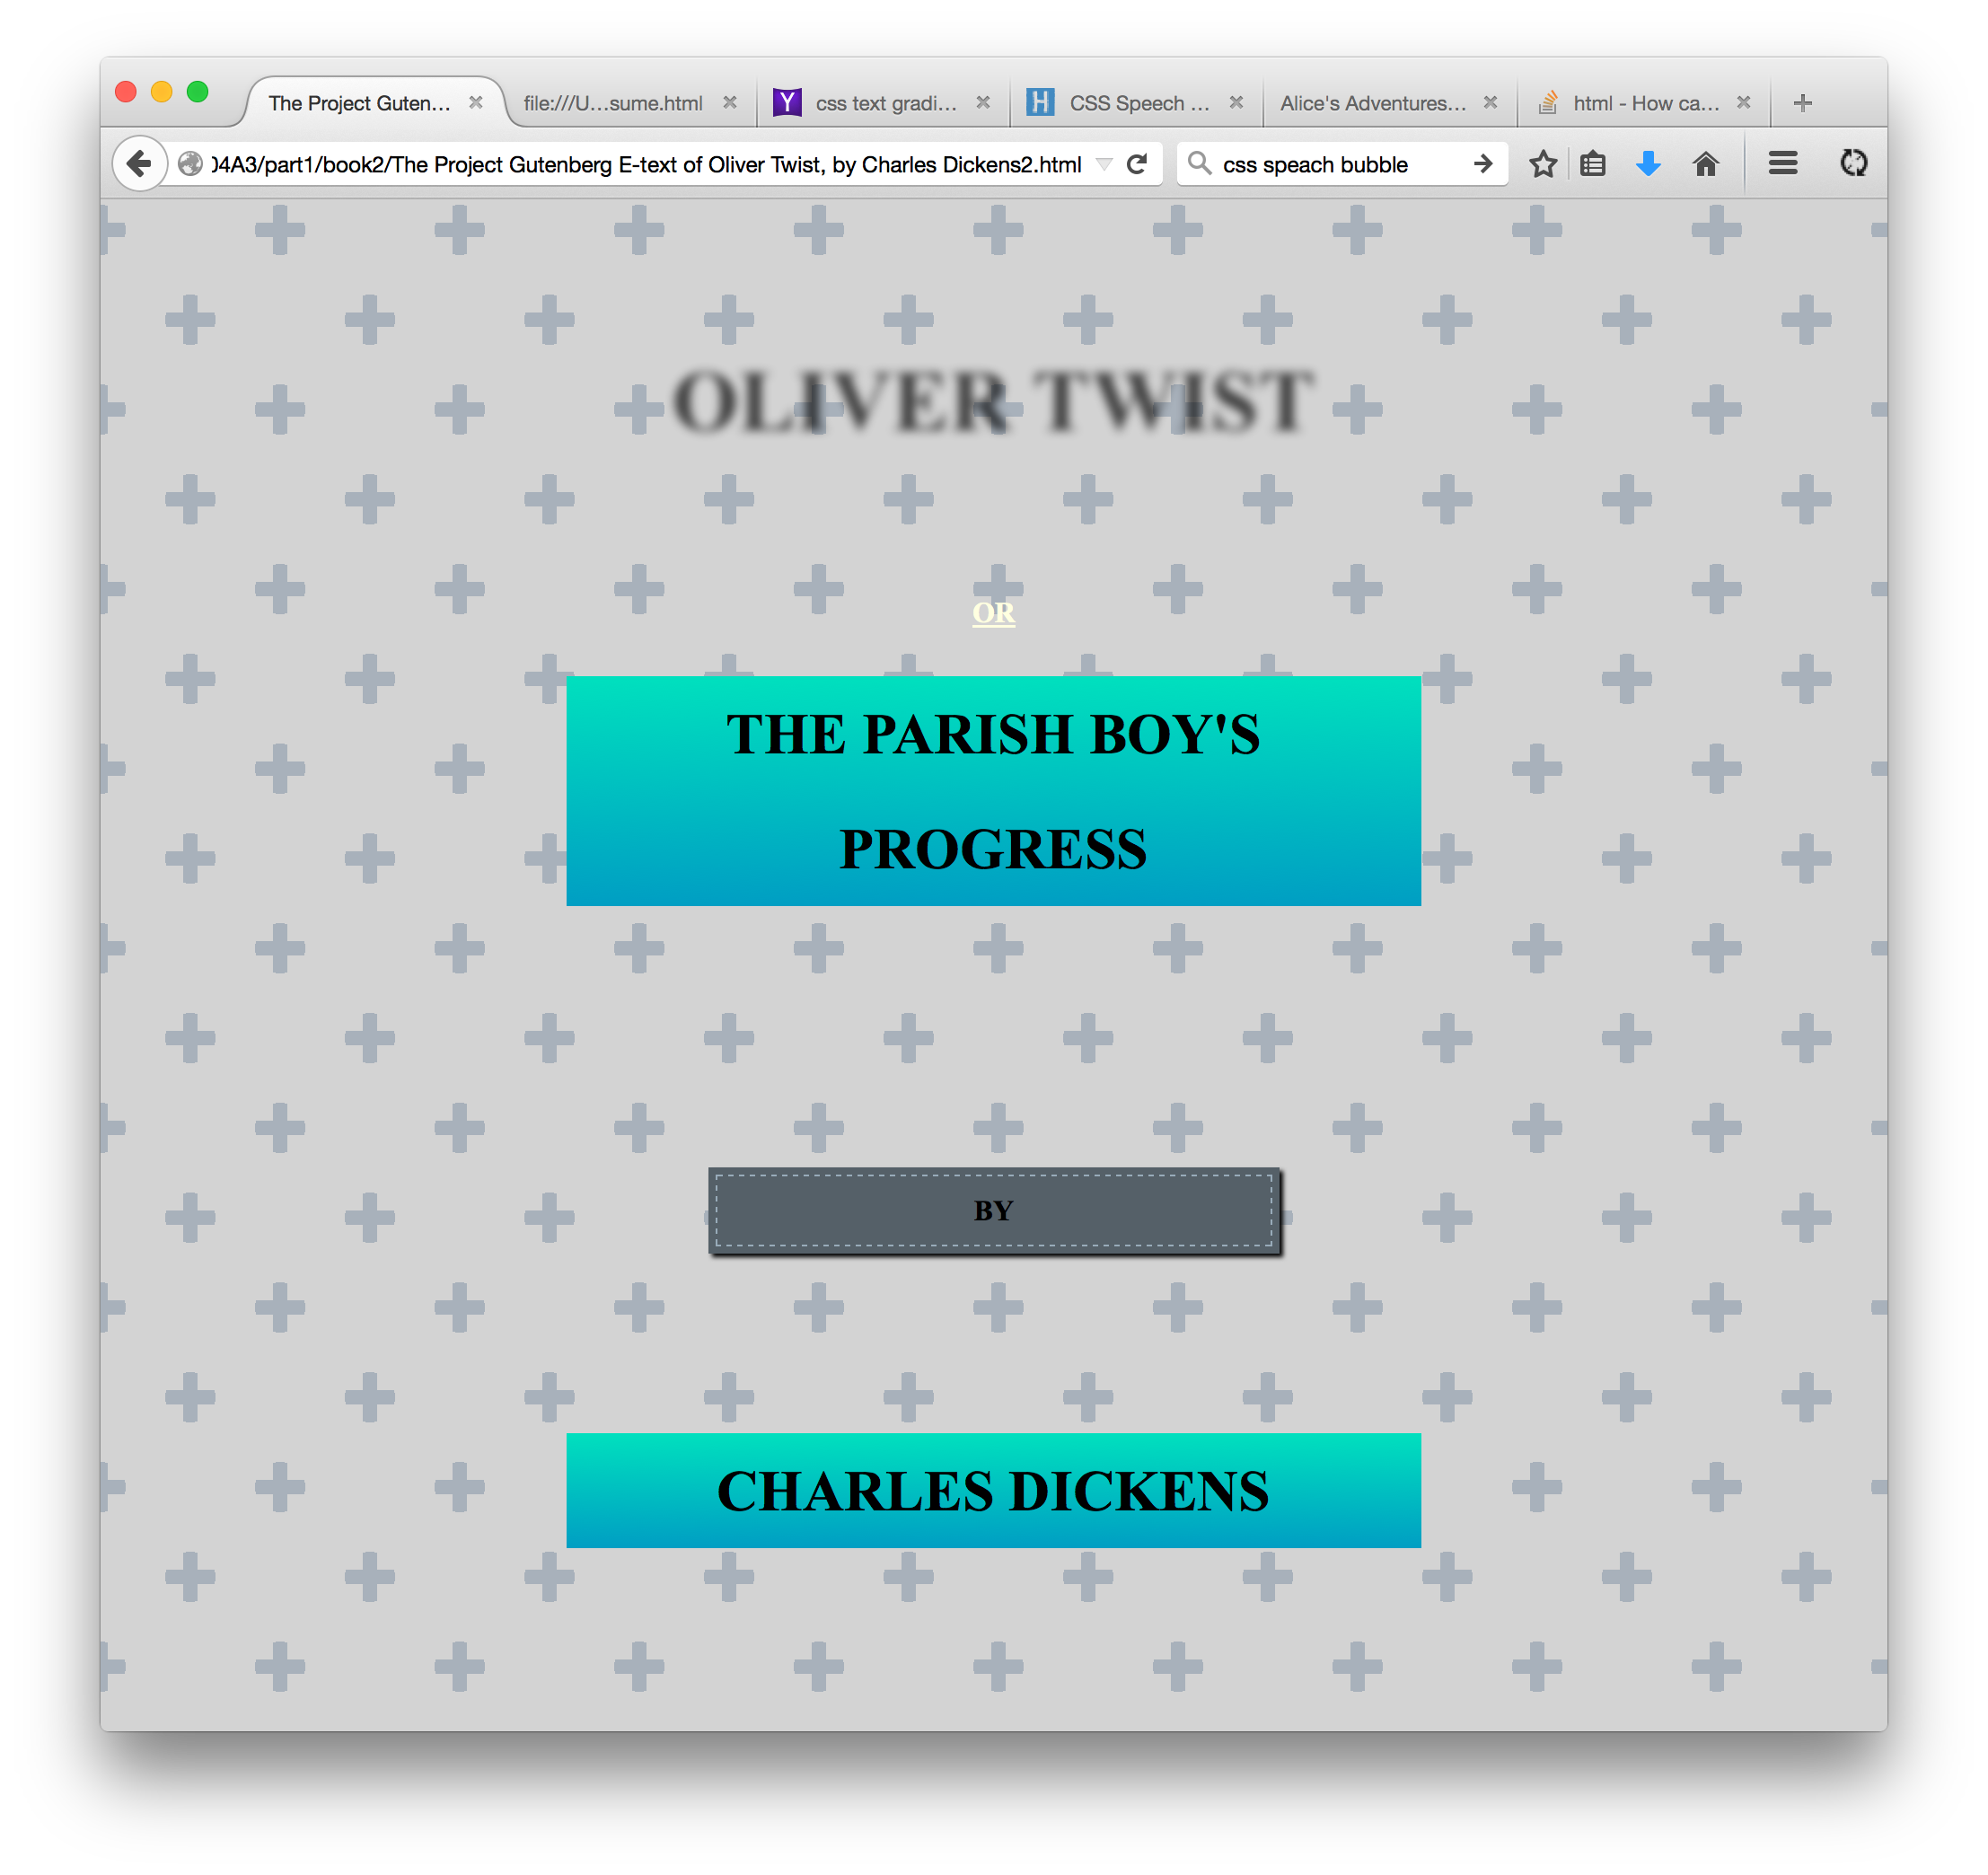 The Project Guten...
file:///U...sume.html
Y
css text gradi...
H
CSS Speech ...
Alice's Adventures...
html - How ca...
04A3/part1/book2/The Project Gutenberg E-text of Oliver Twist, by Charles Dickens2.html
css speach bubble
OLIVER TWIST
OR
THE PARISH BOY'S
PROGRESS
BY
CHARLES DICKENS